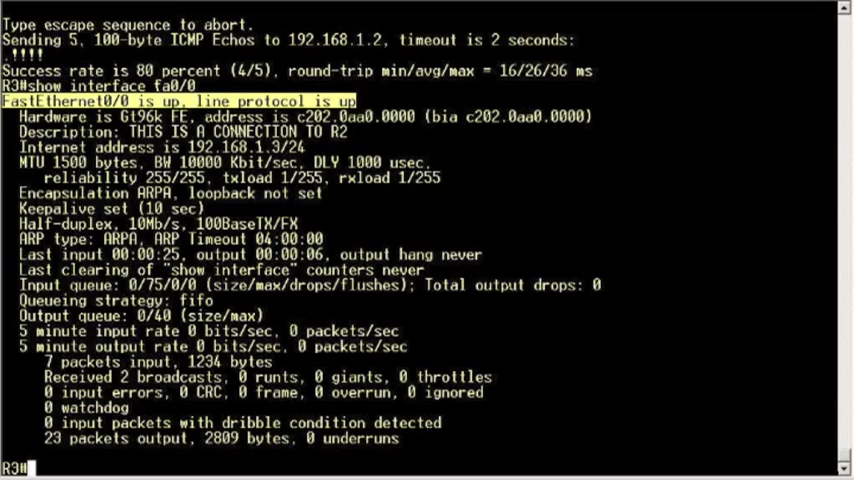 Type escape sequence to abort.
Sending 5, 100-byte ICMP Echos to 192.168.1.2, timeout is 2 seconds:
.!!!!
Success rate is 80 percent (4/5), round-trip min/avg/max = 16/26/36 ms
R3#show interface fa0/0
FastEthernet0/0 is up, line protocol is up
Hardware is Gt96k FE, address is c202.0aa0.0000 (bia c202.0aa0.0000)
Description: THIS IS A CONNECTION TO R2
Internet address is 192.168.1.3/24
MTU 1500 bytes, BW 10000 Kbit/sec, DLY 1000 usec,
reliability 255/255, txload 1/255, rxload 1/255
Encapsulation ARPA, loopback not set
Keepalive set (10 sec)
Half-duplex, 10Mb/s, 100BaseTX/FX
ARP type: ARPA, ARP Timeout 04:00:00
Last input 00:00:25, output 00:00:06, output hang never
Last clearing of "show interface" counters never
Input queue: 0/75/0/0 (size/max/drops/flushes); Total output drops: 0
Queueing strategy: fifo
Output queue: 0/40 (size/max)
5 minute input rate 0 bits/sec, 0 packets/sec
5 minute output rate 0 bits/sec, 0 packets/sec
7 packets input, 1234 bytes
Received 2 broadcasts, 0 runts, 0 giants, 0 throttles
0 input errors, 0 CRC, 0 frame, 0 overrun, 0 ignored
0 watchdog
0 input packets with dribble condition detected
23 packets output, 2809 bytes, 0 underruns
R3#